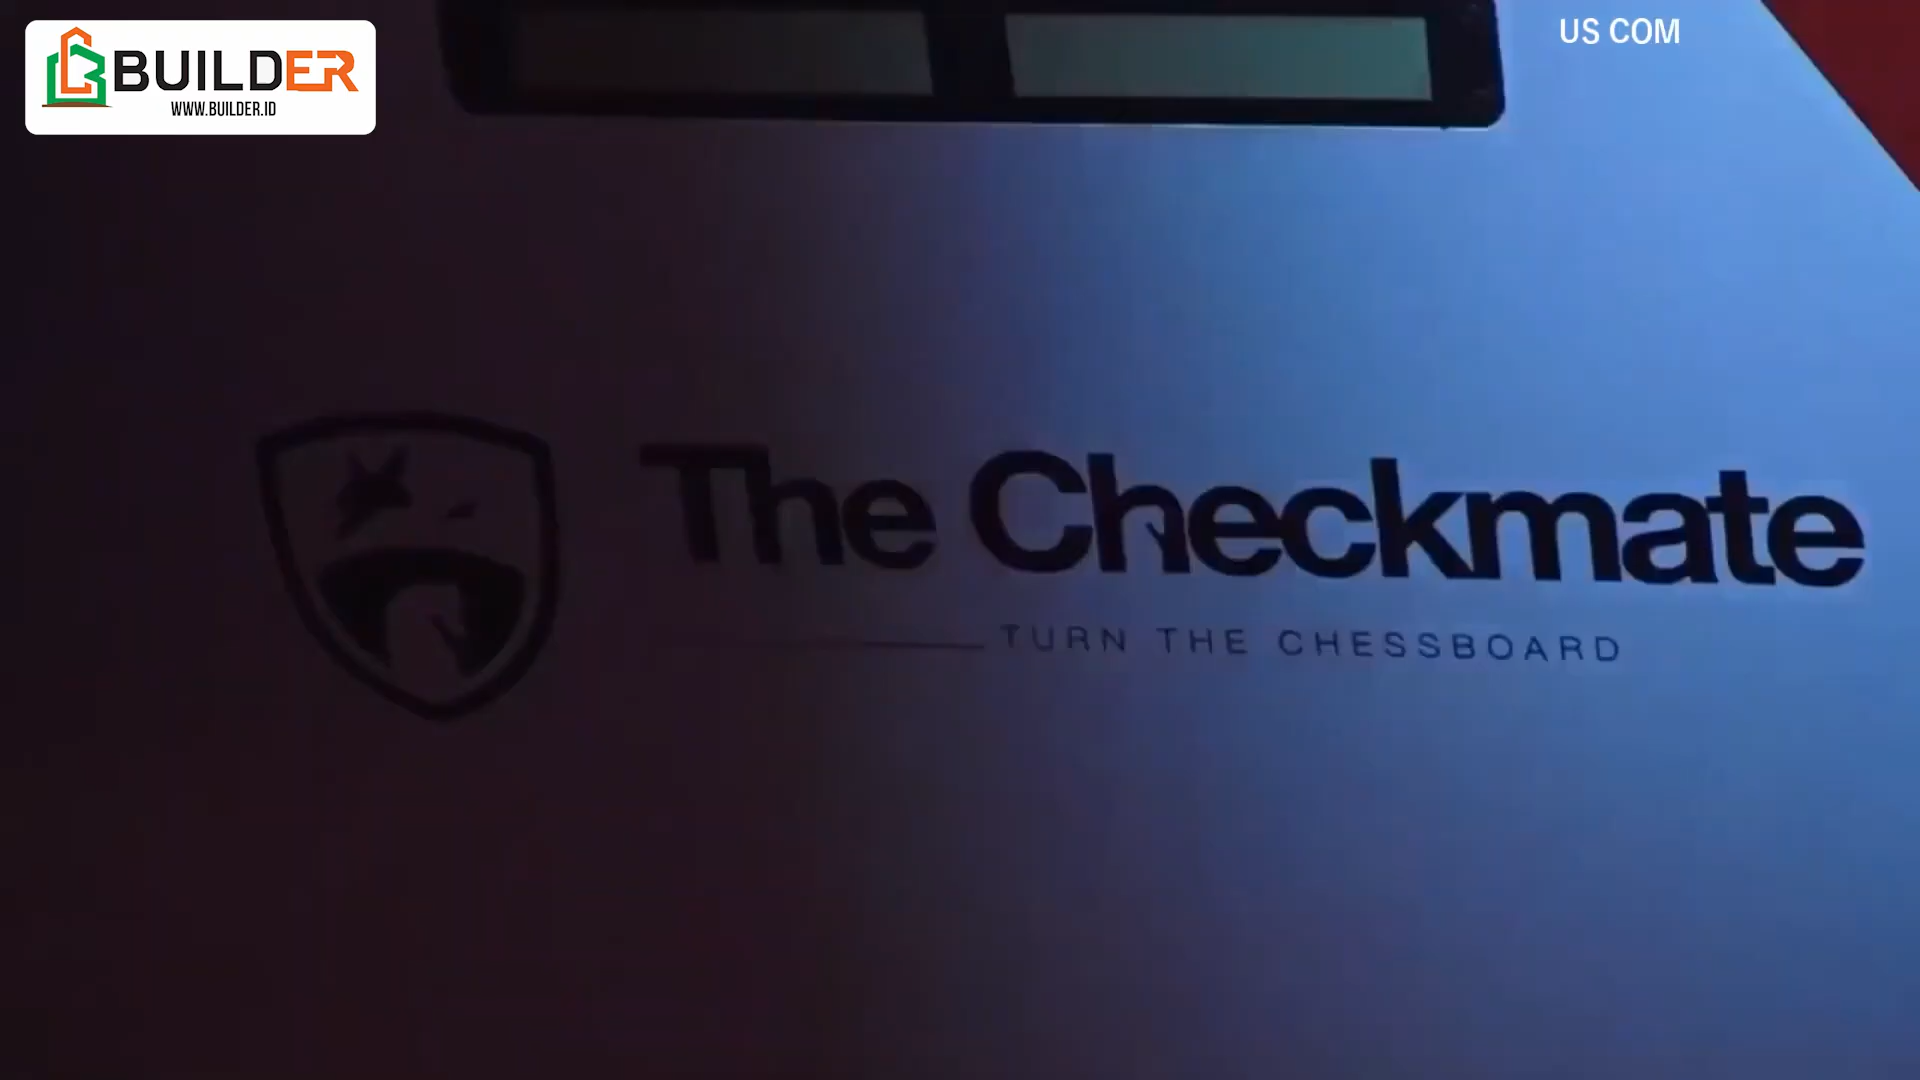 BUILDER
WWW.BUILDER.ID
US COM
The Checkmate
TURN THE CHESSBOARD